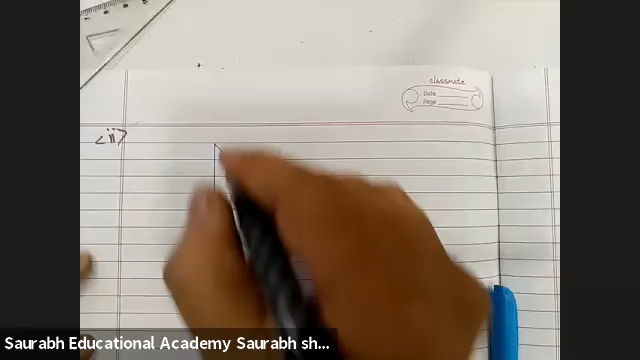 classmate
Date
Page
<ii>
Saurabh Educational Academy Saurabh sh...